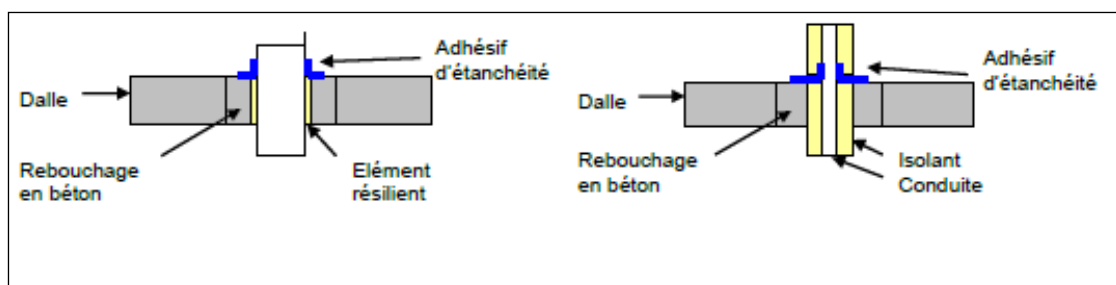 Adhésif
d'étanchéité
Dalle
Rebouchage
en béton
Elément
résilient
Adhésif
d'étanchéité
Dalle
Rebouchage
en béton
Isolant
Conduite